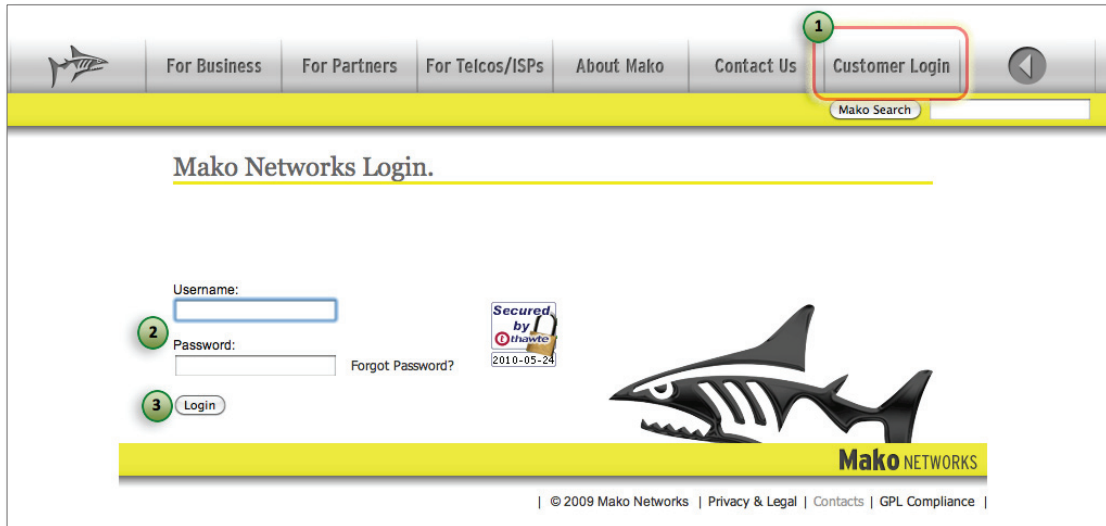 1
For Business
For Partners
For Telcos/ISPs
About Mako
Contact Us
Customer Login
Mako Search
Mako Networks Login.
Username:
2
Password:
Forgot Password?
3
Login
Secured
by
thawte
2010-05-24
Mako NETWORKS
| © 2009 Mako Networks | Privacy & Legal | Contacts | GPL Compliance |